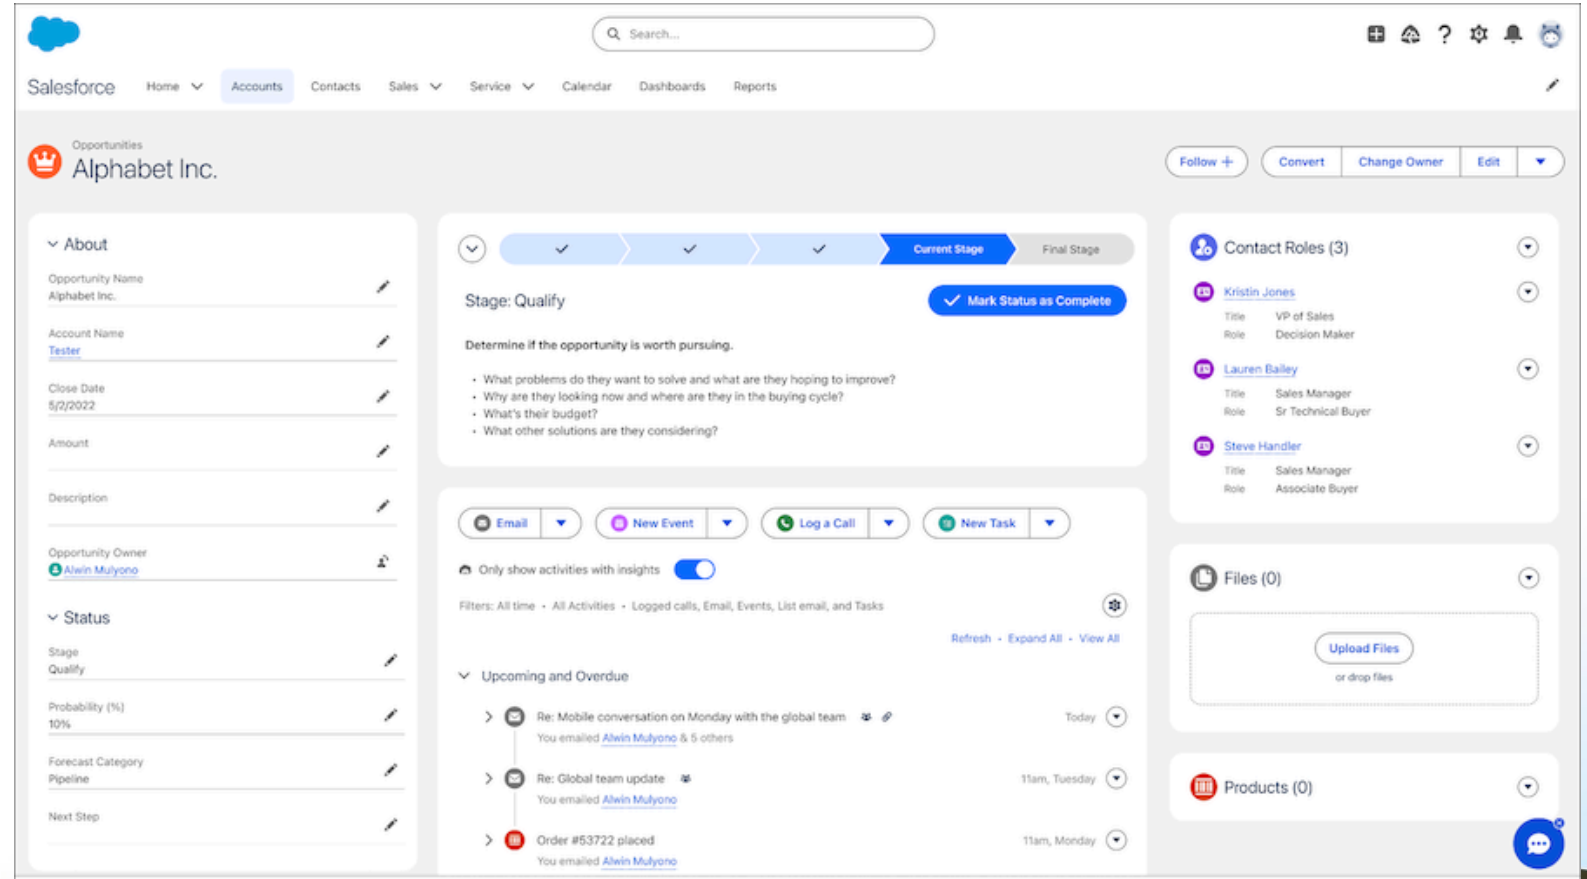 Search...
Salesforce
Home
Accounts
Contacts
Sales
Service
Calendar
Dashboards
Reports
Opportunities
Alphabet Inc.
Follow +
Convert
Change Owner
Edit
About
Opportunity Name
Alphabet Inc.
Account Name
Tester
Close Date
5/2/2022
Amount
Description
Opportunity Owner
Alwin Mulyono
Status
Stage
Qualify
Probability (%)
10%
Forecast Category
Pipeline
Next Step
Current Stage
Final Stage
Stage: Qualify
Mark Status as Complete
Determine if the opportunity is worth pursuing.
• What problems do they want to solve and what are they hoping to improve?
• Why are they looking now and where are they in the buying cycle?
• What's their budget?
• What other solutions are they considering?
Email
New Event
Log a Call
New Task
Only show activities with insights
Filters: All time • All Activities • Logged calls, Email, Events, List email, and Tasks
Refresh • Expand All • View All
Upcoming and Overdue
Re: Mobile conversation on Monday with the global team
Today
You emailed Alwin Mulyono & 5 others
Re: Global team update
11am, Tuesday
You emailed Alwin Mulyono
Order #53722 placed
11am, Monday
You emailed Alwin Mulyono
Contact Roles (3)
Kristin Jones
Title VP of Sales
Role Decision Maker
Lauren Bailey
Title Sales Manager
Role Sr Technical Buyer
Steve Handler
Title Sales Manager
Role Associate Buyer
Files (0)
Upload Files
or drop files
Products (0)